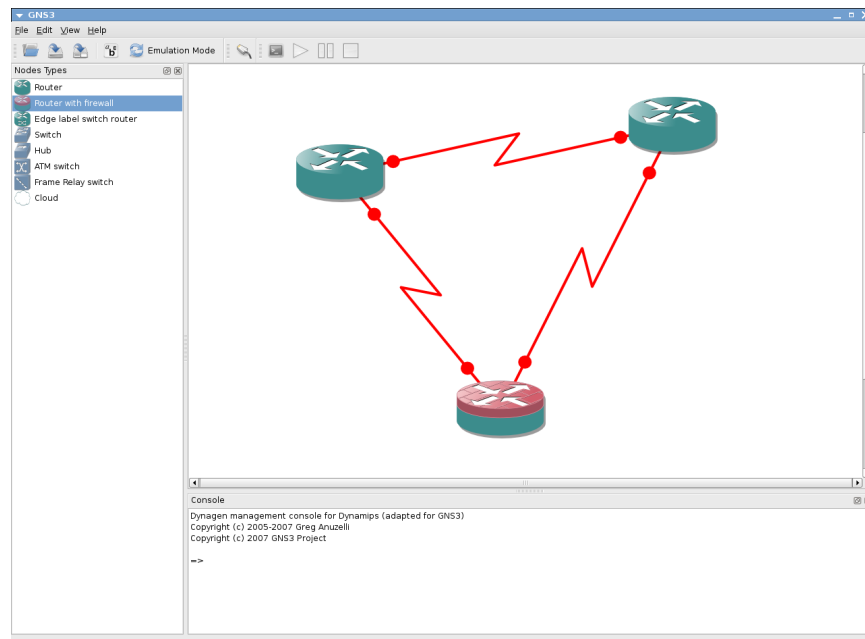 GNS3
File Edit View Help
Emulation Mode
Nodes Types
Router
Router with firewall
Edge label switch router
Switch
Hub
ATM switch
Frame Relay switch
Cloud
Console
Dynagen management console for Dynamips (adapted for GNS3)
Copyright (c) 2005-2007 Greg Anuzelli
Copyright (c) 2007 GNS3 Project
=>